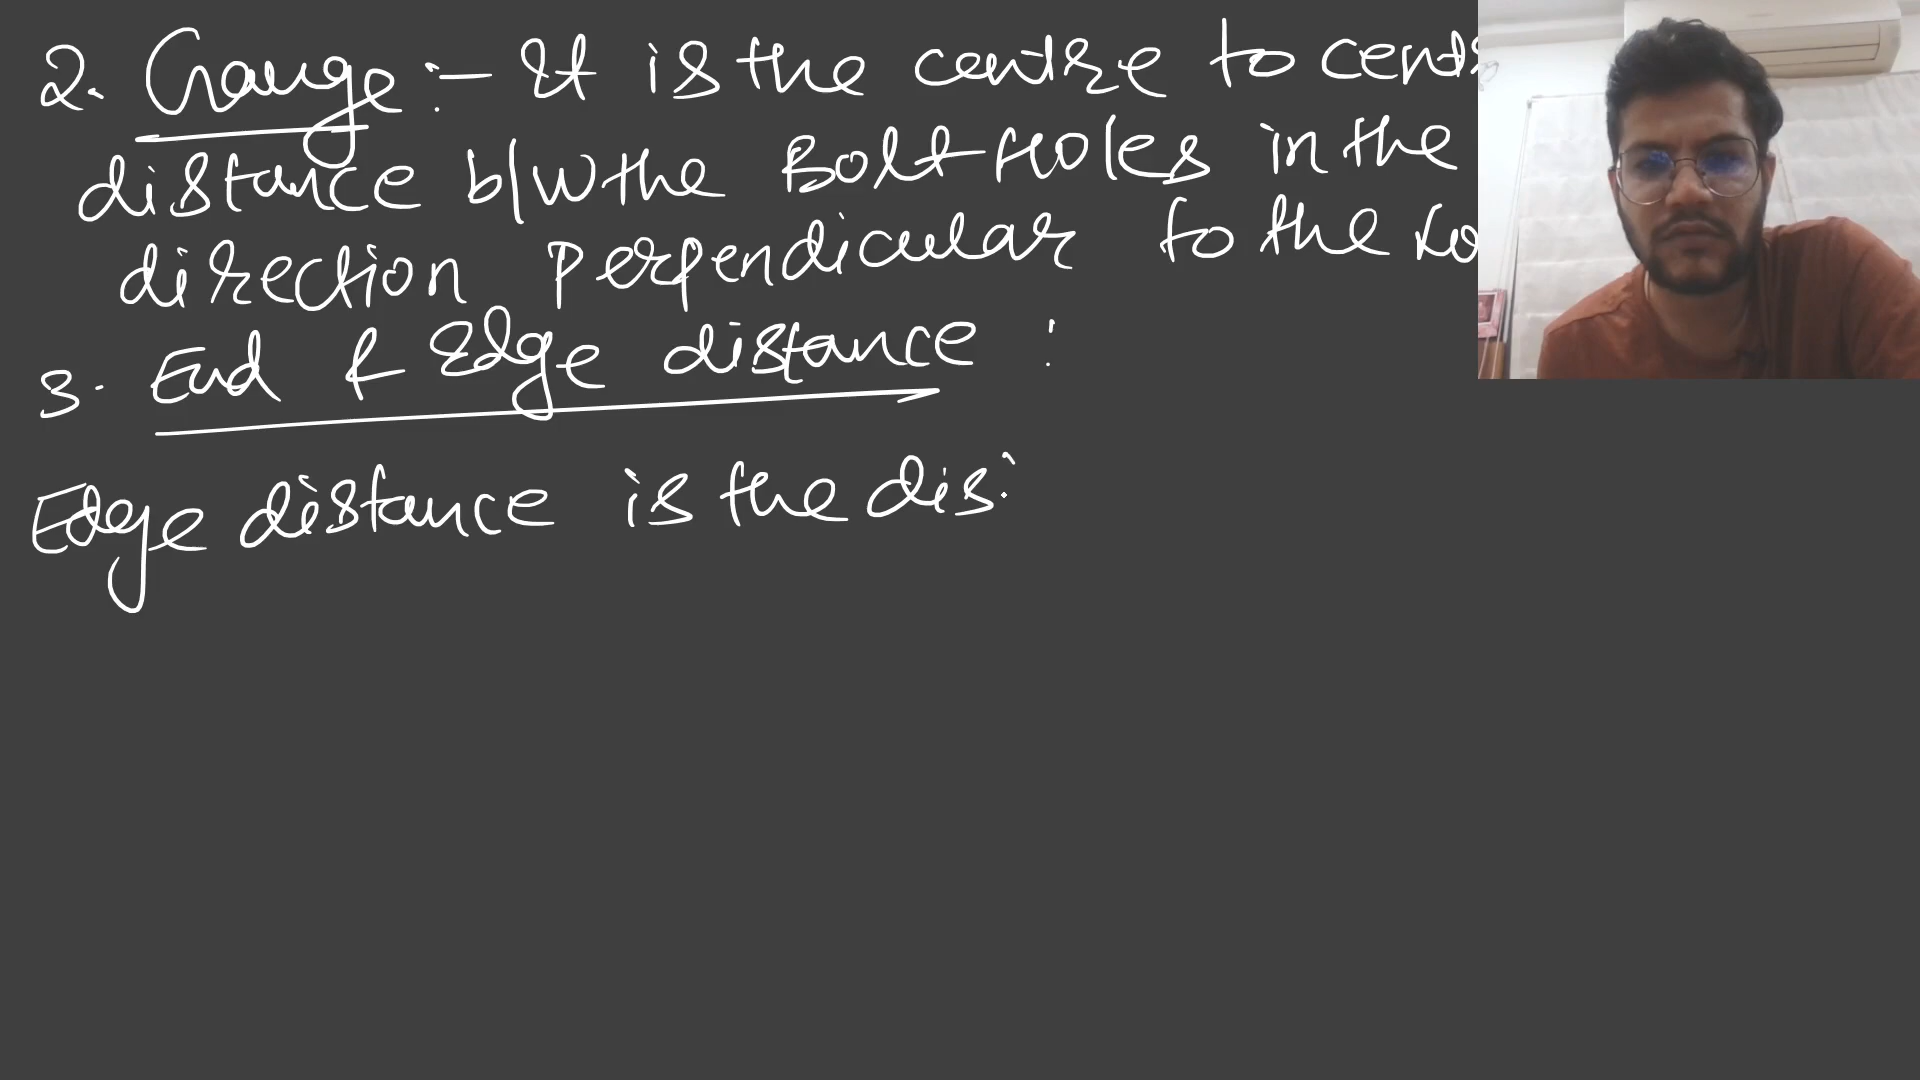 2. Gauge :- It is the centre to cent
distance b/w the Bolt Holes in the
direction perpendicular to the lo
3. End & Edge distance :
Edge distance is the dis